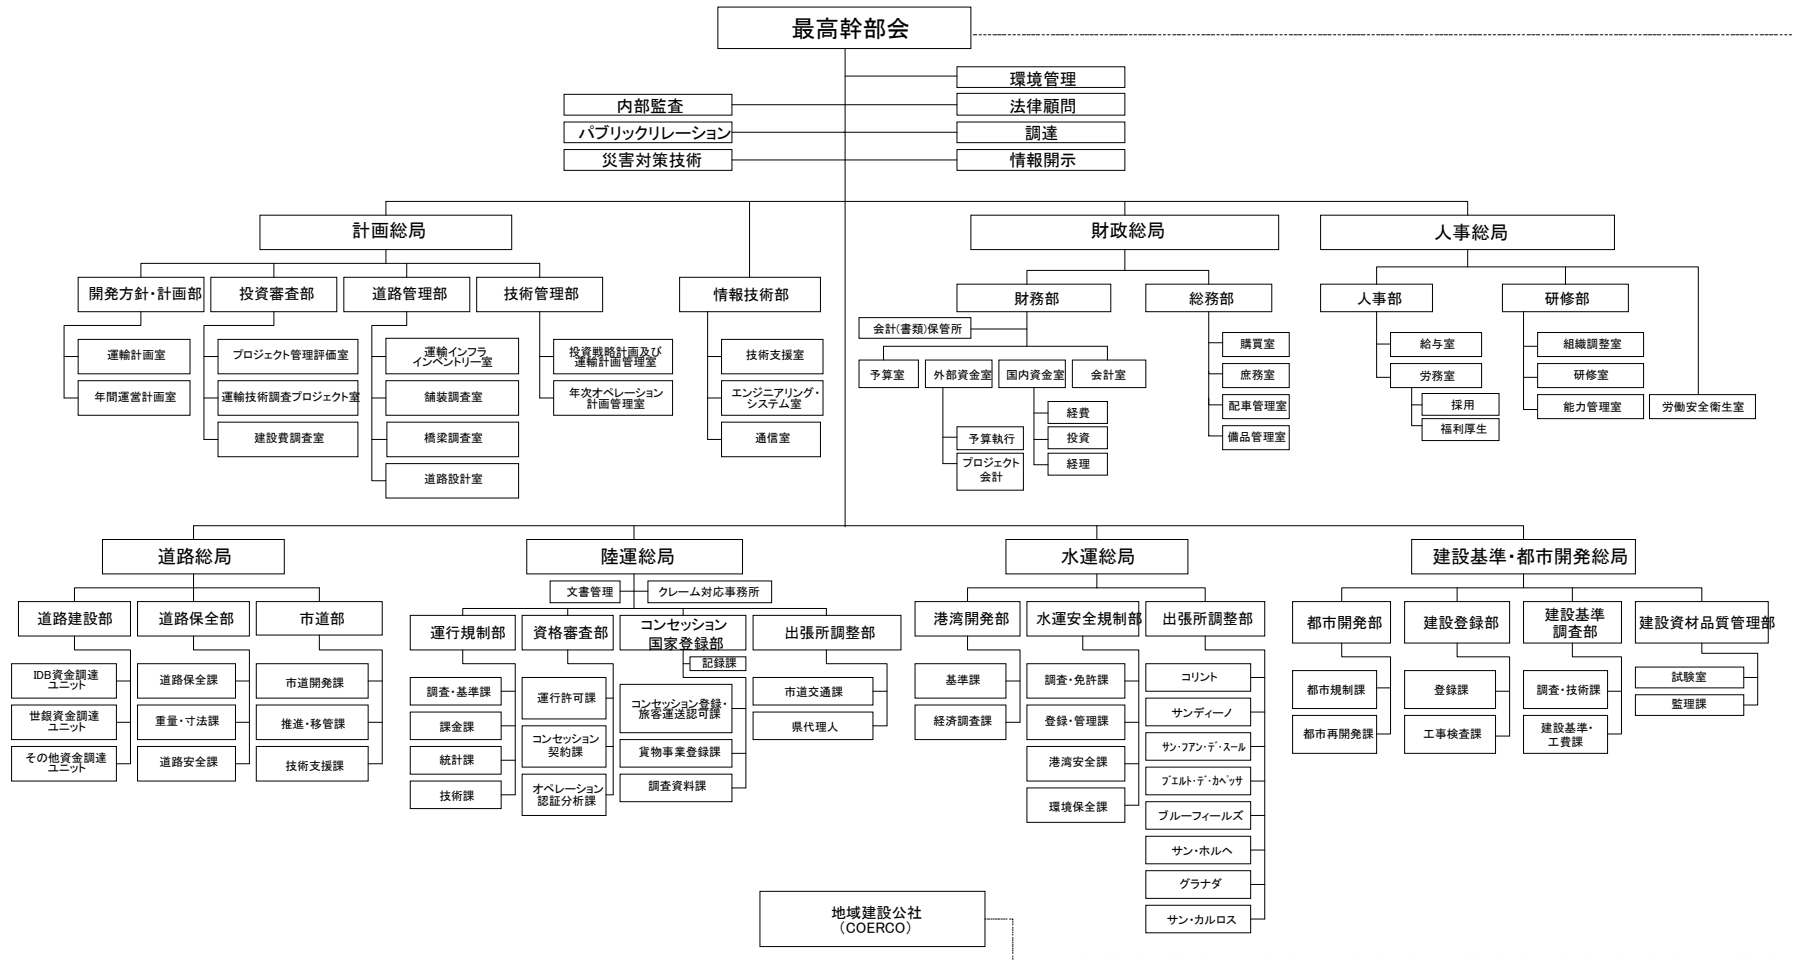 最高幹部会
環境管理
内部監査
法律顧問
パブリックリレーション
調達
災害対策技術
情報開示
計画総局
財政総局
人事総局
開発方針・計画部
投資審査部
道路管理部
技術管理部
情報技術部
財務部
総務部
人事部
研修部
運輸計画室
年間運営計画室
プロジェクト管理評価室
運輸技術調査プロジェクト室
建設費調査室
運輸インフラ
インベントリー室
舗装調査室
橋梁調査室
道路設計室
投資戦略計画及び
運輸計画管理室
年次オペレーション
計画管理室
技術支援室
エンジニアリング・
システム室
通信室
会計(書類)保管所
予算室
外部資金室
国内資金室
会計室
予算執行
プロジェクト
会計
経費
投資
経理
購買室
庶務室
配車管理室
備品管理室
給与室
労務室
採用
福利厚生
組織調整室
研修室
能力管理室
労働安全衛生室
道路総局
陸運総局
水運総局
建設基準・都市開発総局
文書管理
クレーム対応事務所
道路建設部
道路保全部
市道部
運行規制部
資格審査部
コンセッション
国家登録部
出張所調整部
港湾開発部
水運安全規制部
出張所調整部
都市開発部
建設登録部
建設基準
調査部
建設資材品質管理部
IDB資金調達
ユニット
世銀資金調達
ユニット
その他資金調達
ユニット
道路保全課
重量・寸法課
道路安全課
市道開発課
推進・移管課
技術支援課
調査・基準課
課金課
統計課
技術課
運行許可課
コンセッション
契約課
オペレーション
認証分析課
記録課
コンセッション登録・
旅客運送認可課
貨物事業登録課
調査資料課
市道交通課
県代理人
基準課
経済調査課
調査・免許課
登録・管理課
港湾安全課
環境保全課
コリント
サンディーノ
サン・フアン・デ・スール
プエルト・デ・カベッサ
ブルーフィールズ
サン・ホルヘ
グラナダ
サン・カルロス
都市規制課
都市再開発課
登録課
工事検査課
調査・技術課
建設基準・
工費課
試験室
監理課
地域建設公社
（COERCO）